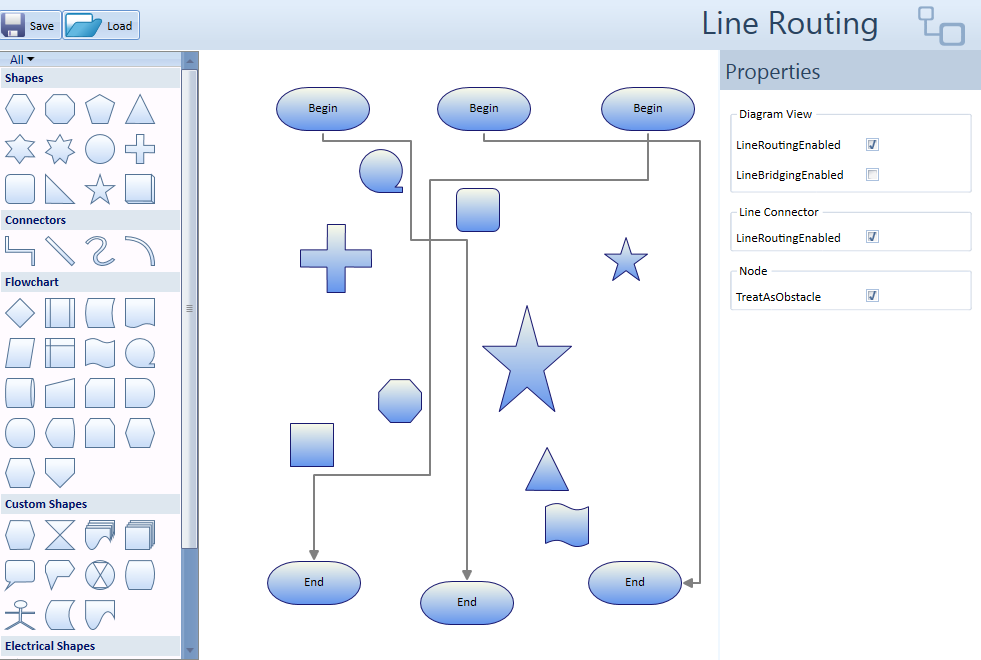 Save
Load
Line Routing
All
Properties
Shapes
Begin
Begin
Begin
Diagram View
LineRoutingEnabled
LineBridgingEnabled
Connectors
Line Connector
LineRoutingEnabled
Node
Flowchart
TreatAsObstacle
Custom Shapes
End
End
End
Electrical Shapes